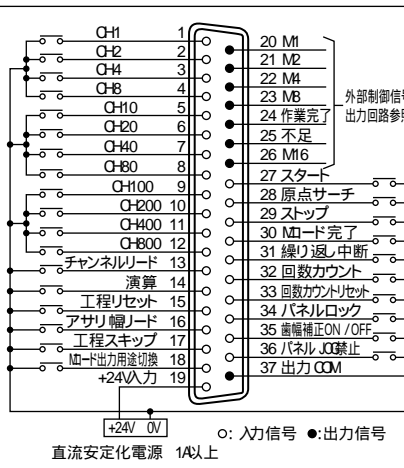 CH1 1
CH2 2
CH4 3
CH8 4
CH10 5
CH20 6
CH40 7
CH80 8
CH100 9
CH200 10
CH400 11
CH800 12
チャンネルリード 13
演算 14
工程リセット 15
アサリ幅リード 16
工程スキップ 17
Mコード出力用途切換 18
+24V入力 19
20 M1
21 M2
22 M4
23 M8
24 作業完了
25 不足
26 M16
外部制御信号
出力回路参照
27 スタート
28 原点サーチ
29 ストップ
30 Mコード完了
31 繰り返し中断
32 回数カウント
33 回数カウントリセット
34 パネルロック
35 歯幅補正ON/OFF
36 パネルJOG禁止
37 出力COM
+24V 0V
直流安定化電源 1A以上
○: 入力信号 ●:出力信号